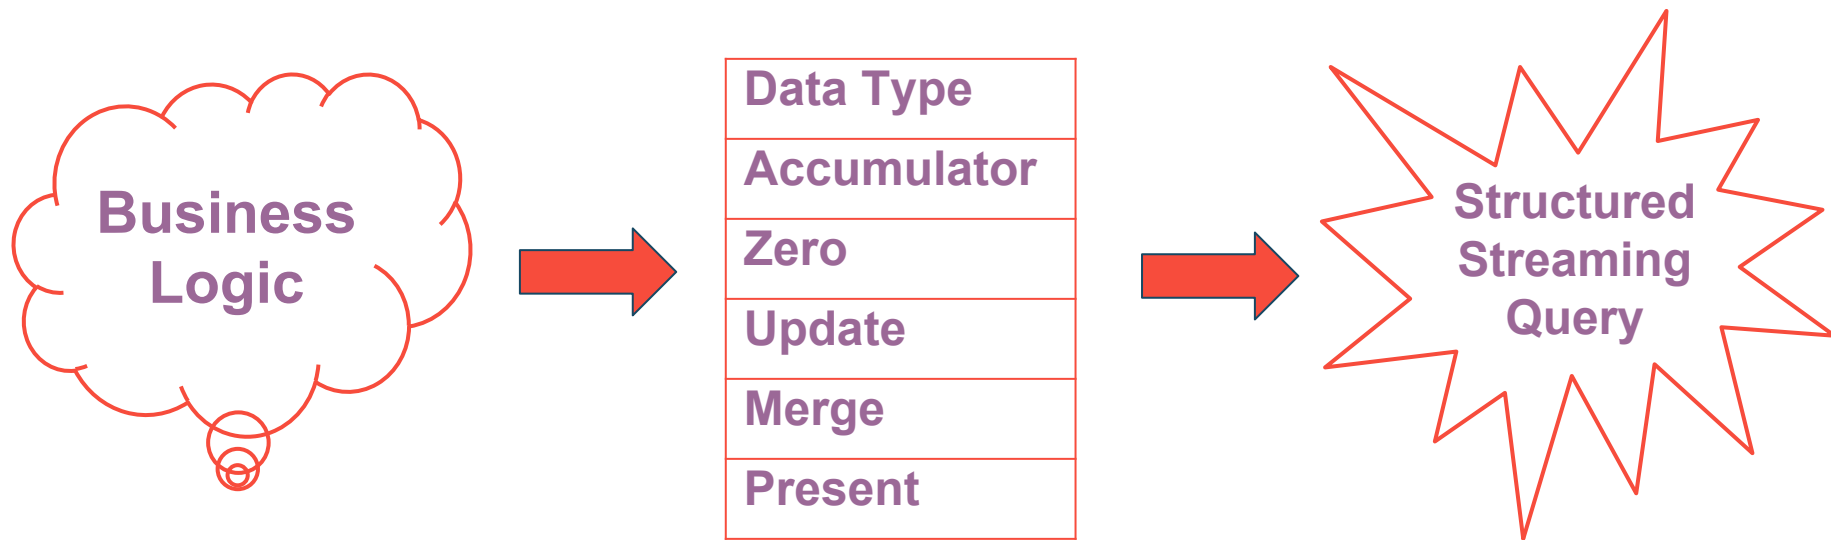 Business
Logic
Data Type
Accumulator
Zero
Update
Merge
Present
Structured
Streaming
Query